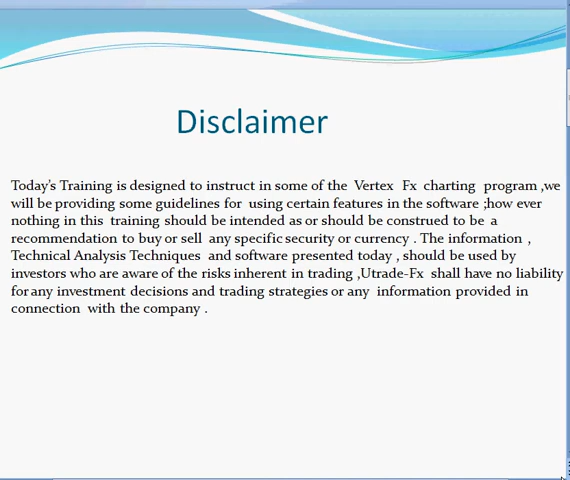 Disclaimer
Today's Training is designed to instruct in some of the Vertex Fx charting program ,we
will be providing some guidelines for using certain features in the software ;how ever
nothing in this training should be intended as or should be construed to be a
recommendation to buy or sell any specific security or currency . The information ,
Technical Analysis Techniques and software presented today , should be used by
investors who are aware of the risks inherent in trading ,Utrade-Fx shall have no liability
for any investment decisions and trading strategies or any information provided in
connection with the company .